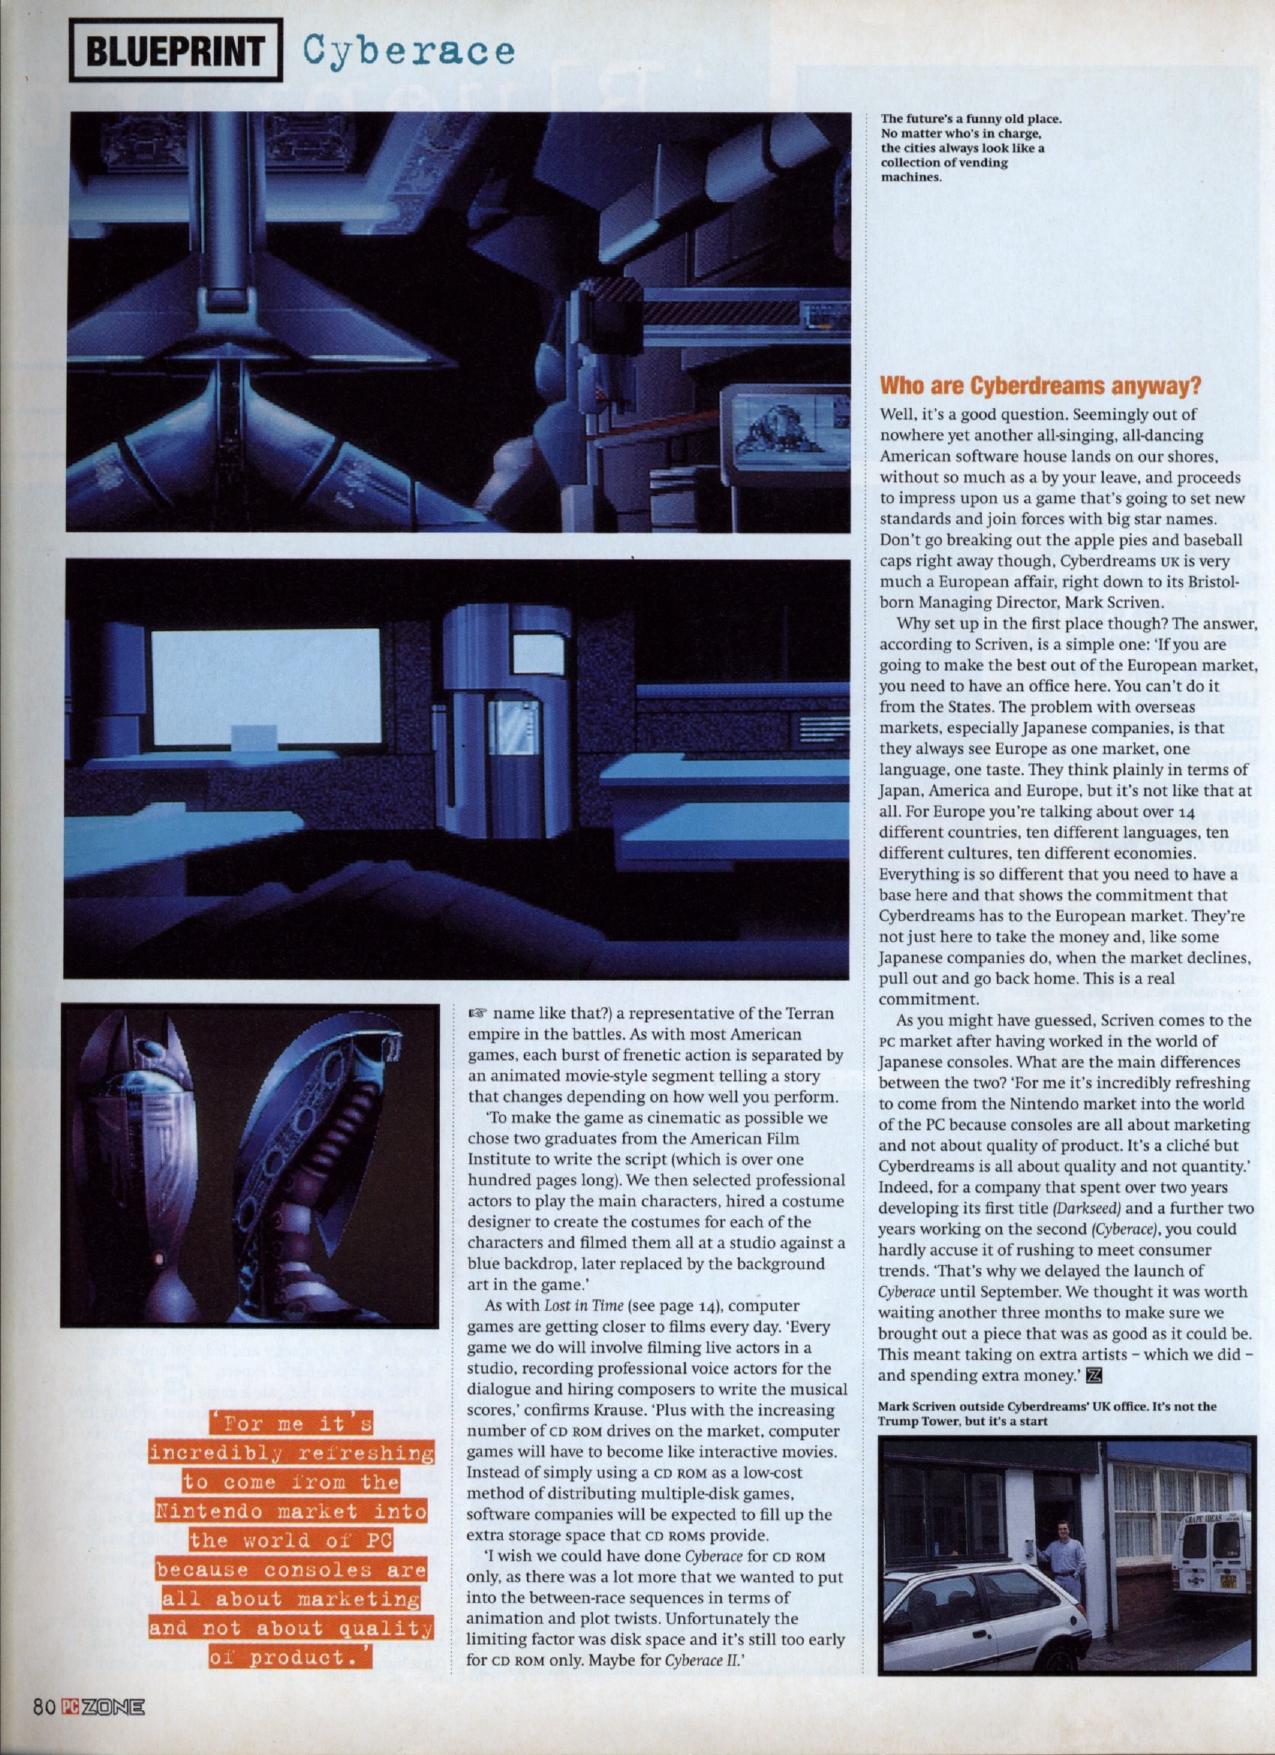 BLUEPRINT Cyberace
The future's a funny old place.
No matter who's in charge,
the cities always look like a
collection of vending
machines.
☞ name like that?) a representative of the Terran
empire in the battles. As with most American
games, each burst of frenetic action is separated by
an animated movie-style segment telling a story
that changes depending on how well you perform.
'To make the game as cinematic as possible we
chose two graduates from the American Film
Institute to write the script (which is over one
hundred pages long). We then selected professional
actors to play the main characters, hired a costume
designer to create the costumes for each of the
characters and filmed them all at a studio against a
blue backdrop, later replaced by the background
art in the game.'
As with Lost in Time (see page 14), computer
games are getting closer to films every day. 'Every
game we do will involve filming live actors in a
studio, recording professional voice actors for the
dialogue and hiring composers to write the musical
scores,' confirms Krause. 'Plus with the increasing
number of CD ROM drives on the market, computer
games will have to become like interactive movies.
Instead of simply using a CD ROM as a low-cost
method of distributing multiple-disk games,
software companies will be expected to fill up the
extra storage space that CD ROMs provide.
'I wish we could have done Cyberace for CD ROM
only, as there was a lot more that we wanted to put
into the between-race sequences in terms of
animation and plot twists. Unfortunately the
limiting factor was disk space and it's still too early
for CD ROM only. Maybe for Cyberace II.'
'For me it's
incredibly refreshing
to come from the
Nintendo market into
the world of PC
because consoles are
all about marketing
and not about quality
of product.'
Who are Cyberdreams anyway?
Well, it's a good question. Seemingly out of
nowhere yet another all-singing, all-dancing
American software house lands on our shores,
without so much as a by your leave, and proceeds
to impress upon us a game that's going to set new
standards and join forces with big star names.
Don't go breaking out the apple pies and baseball
caps right away though, Cyberdreams UK is very
much a European affair, right down to its Bristol-
born Managing Director, Mark Scriven.
Why set up in the first place though? The answer,
according to Scriven, is a simple one: 'If you are
going to make the best out of the European market,
you need to have an office here. You can't do it
from the States. The problem with overseas
markets, especially Japanese companies, is that
they always see Europe as one market, one
language, one taste. They think plainly in terms of
Japan, America and Europe, but it's not like that at
all. For Europe you're talking about over 14
different countries, ten different languages, ten
different cultures, ten different economies.
Everything is so different that you need to have a
base here and that shows the commitment that
Cyberdreams has to the European market. They're
not just here to take the money and, like some
Japanese companies do, when the market declines,
pull out and go back home. This is a real
commitment.
As you might have guessed, Scriven comes to the
PC market after having worked in the world of
Japanese consoles. What are the main differences
between the two? 'For me it's incredibly refreshing
to come from the Nintendo market into the world
of the PC because consoles are all about marketing
and not about quality of product. It's a cliché but
Cyberdreams is all about quality and not quantity.'
Indeed, for a company that spent over two years
developing its first title (Darkseed) and a further two
years working on the second (Cyberace), you could
hardly accuse it of rushing to meet consumer
trends. 'That's why we delayed the launch of
Cyberace until September. We thought it was worth
waiting another three months to make sure we
brought out a piece that was as good as it could be.
This meant taking on extra artists – which we did –
and spending extra money.' Z
Mark Scriven outside Cyberdreams' UK office. It's not the
Trump Tower, but it's a start
80 PC ZONE